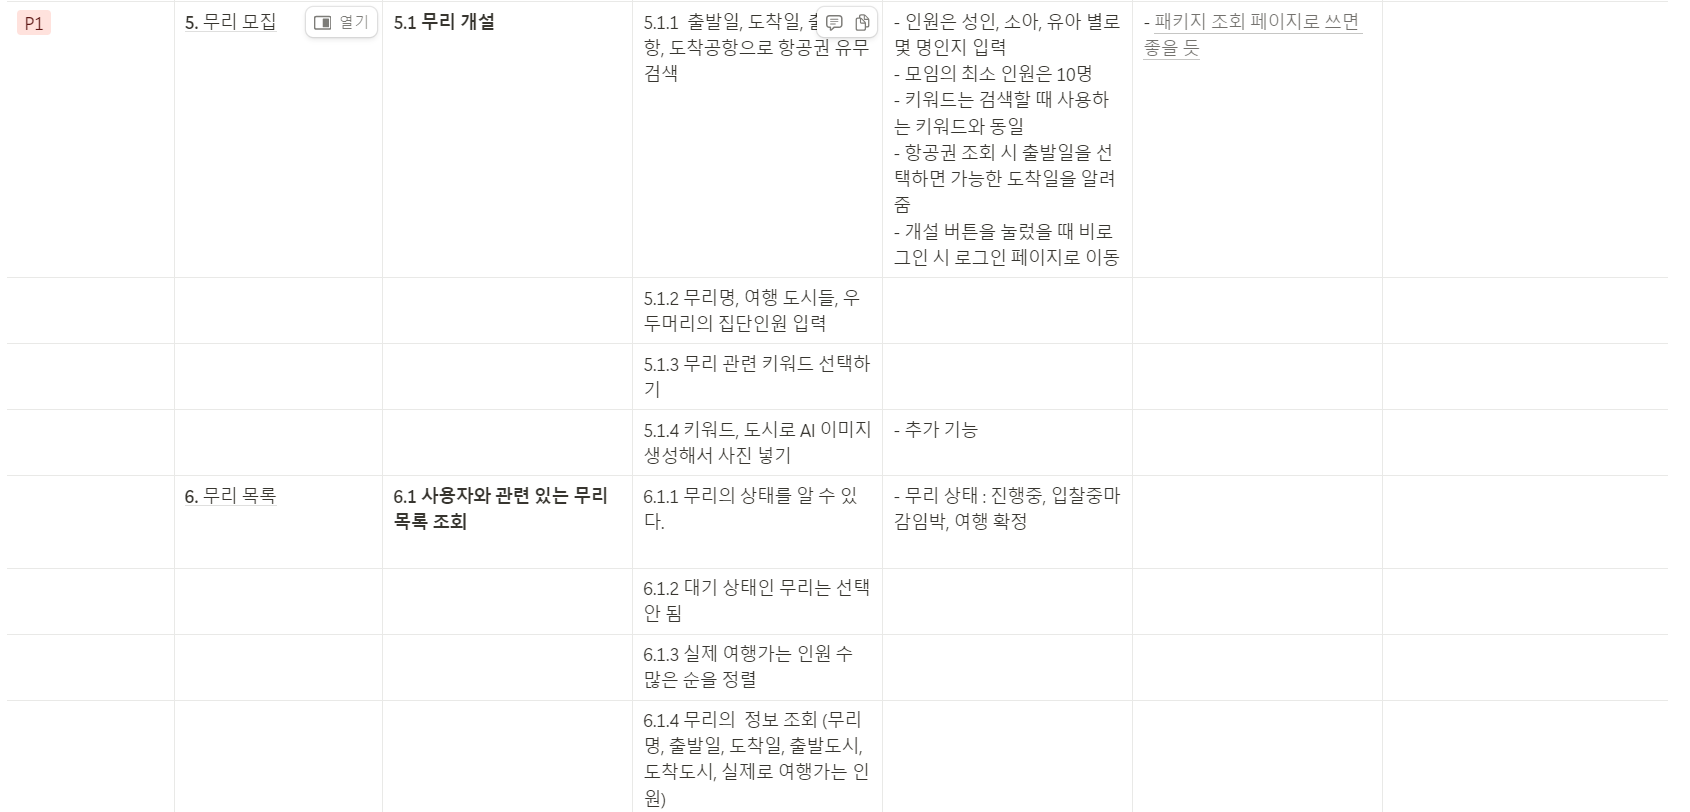 P1
5. 무리 모집
열기
5.1 무리 개설
5.1.1 출발일, 도착일,
항, 도착공항으로 항공권 유무
검색
- 인원은 성인, 소아, 유아 별로
몇 명인지 입력
- 모임의 최소 인원은 10명
- 키워드는 검색할 때 사용하
는 키워드와 동일
- 항공권 조회 시 출발일을 선
택하면 가능한 도착일을 알려
줌
- 개설 버튼을 눌렀을 때 비로
그인 시 로그인 페이지로 이동
- 패키지 조회 페이지로 쓰면
좋을 듯
5.1.2 무리명, 여행 도시들, 우
두머리의 집단인원 입력
5.1.3 무리 관련 키워드 선택하
기
5.1.4 키워드, 도시로 AI 이미지
생성해서 사진 넣기
- 추가 기능
6. 무리 목록
6.1 사용자와 관련 있는 무리
목록 조회
6.1.1 무리의 상태를 알 수 있
다.
- 무리 상태 : 진행중, 입찰중마
감임박, 여행 확정
6.1.2 대기 상태인 무리는 선택
안 됨
6.1.3 실제 여행가는 인원 수
많은 순을 정렬
6.1.4 무리의 정보 조회 (무리
명, 출발일, 도착일, 출발도시,
도착도시, 실제로 여행가는 인
원)